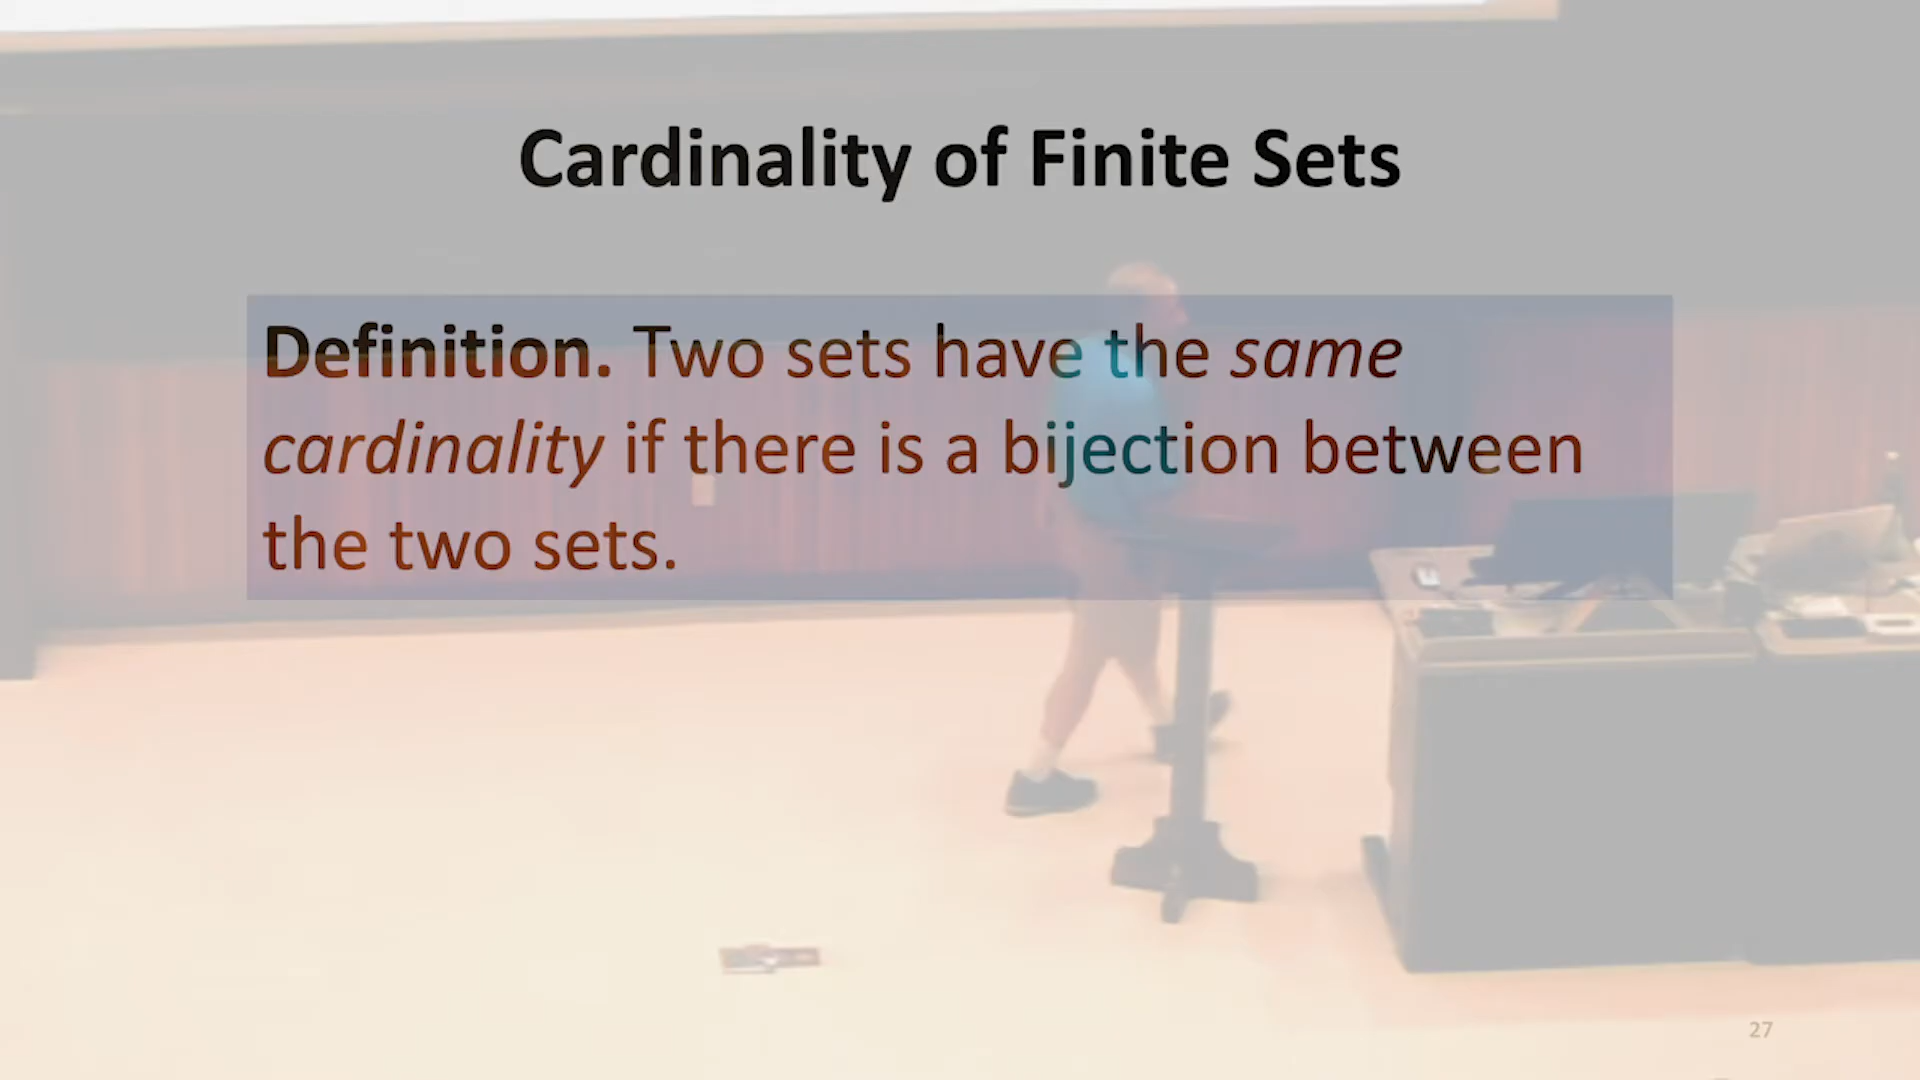 Cardinality of Finite Sets
Definition. Two sets have the same
cardinality if there is a bijection between
the two sets.
27